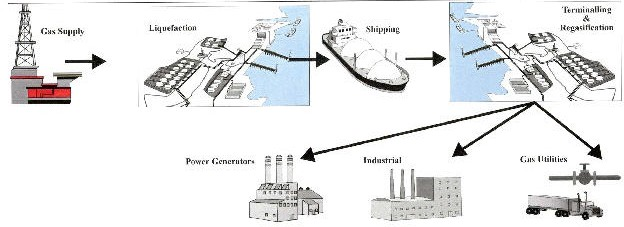 Gas Supply
Liquefaction
Shipping
Terminalling
&
Regasification
Power Generators
Industrial
Gas Utilities